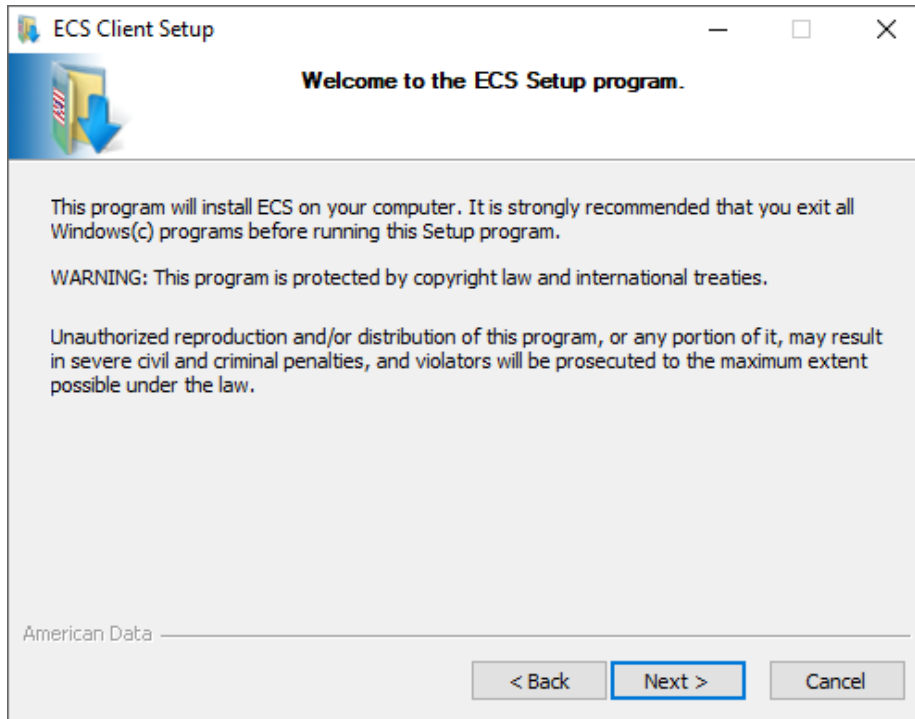 ECS Client Setup
Welcome to the ECS Setup program.
This program will install ECS on your computer. It is strongly recommended that you exit all
Windows(c) programs before running this Setup program.
WARNING: This program is protected by copyright law and international treaties.
Unauthorized reproduction and/or distribution of this program, or any portion of it, may result
in severe civil and criminal penalties, and violators will be prosecuted to the maximum extent
possible under the law.
American Data
< Back
Next >
Cancel